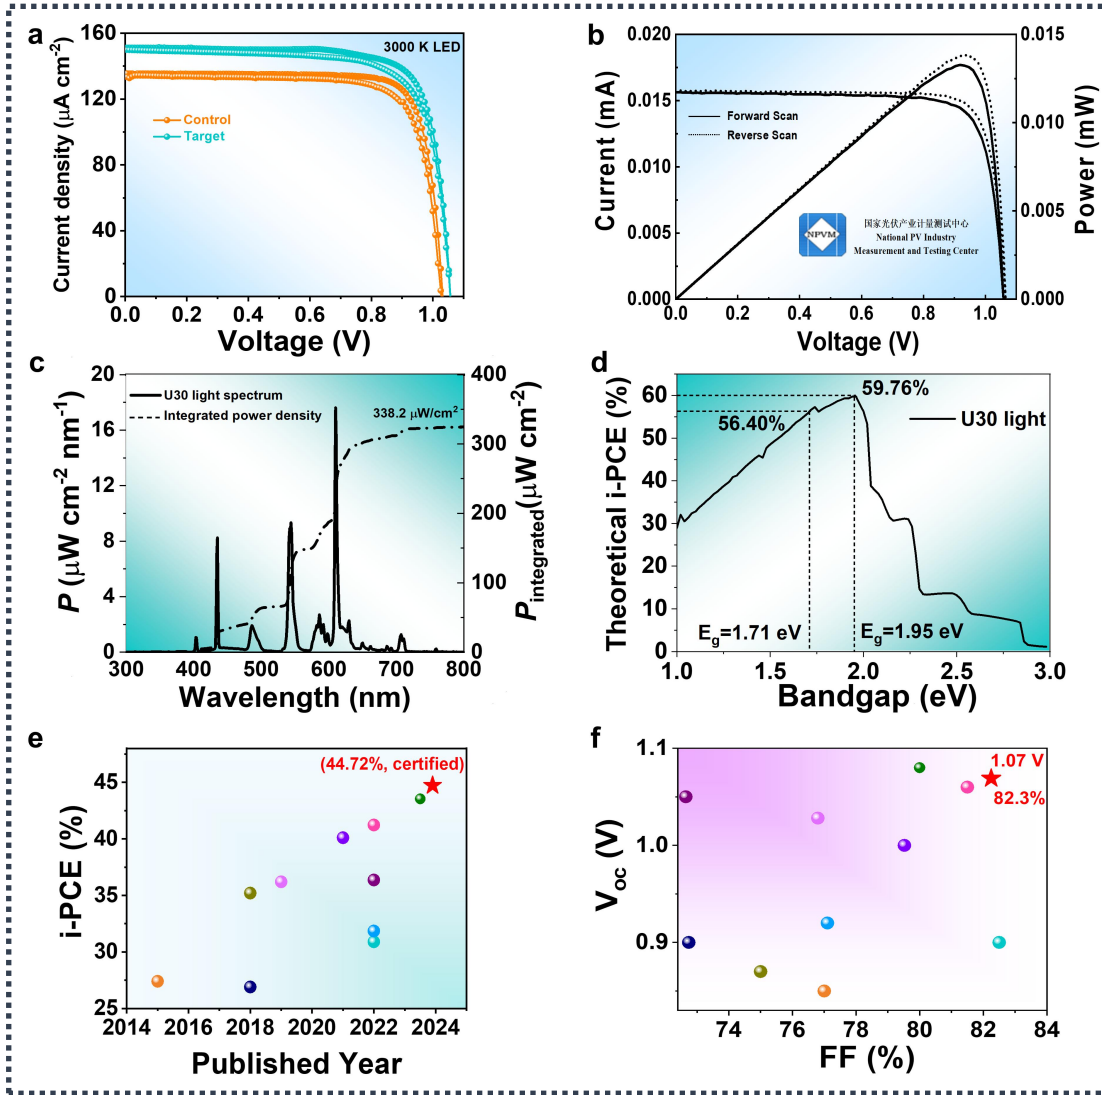 a
160
120
80
40
0
Current density (μA cm-2)
3000 K LED
Control
Target
0.0 0.2 0.4 0.6 0.8 1.0
Voltage (V)
b
0.020
0.015
0.010
0.005
0.000
Current (mA)
Forward Scan
Reverse Scan
NPVM
国家光伏产业计量测试中心
National PV Industry
Measurement and Testing Center
0.015
0.010
0.005
0.000
Power (mW)
0.0 0.2 0.4 0.6 0.8 1.0
Voltage (V)
c
20
16
12
8
4
0
P (μW cm-2 nm-1)
U30 light spectrum
Integrated power density
338.2 μW/cm2
400
300
200
100
0
Pintegrated(μW cm-2)
300 400 500 600 700 800
Wavelength (nm)
d
60
50
40
30
20
10
0
Theoretical i-PCE (%)
59.76%
56.40%
U30 light
Eg=1.71 eV
Eg=1.95 eV
1.0 1.5 2.0 2.5 3.0
Bandgap (eV)
e
45
40
35
30
25
i-PCE (%)
(44.72%, certified)
2014 2016 2018 2020 2022 2024
Published Year
f
1.1
1.0
0.9
Voc (V)
1.07 V
82.3%
74 76 78 80 82 84
FF (%)